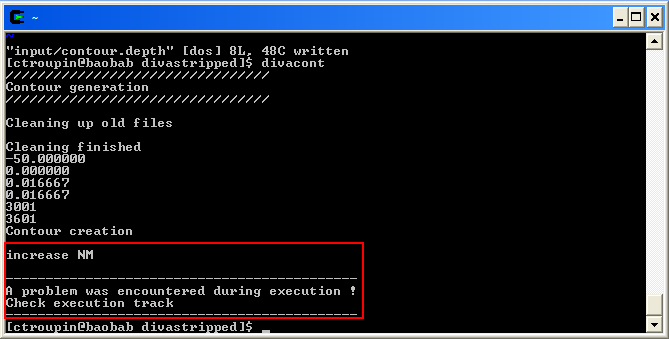 ~
~
"input/contour.depth" [dos] 8L, 48C written
[ctroupin@baobab divastripped]$ divacont
/////////////////////////////////
Contour generation
/////////////////////////////////
Cleaning up old files
Cleaning finished
-50.000000
0.000000
0.016667
0.016667
3001
3601
Contour creation
increase NM
--------------------------------------------
A problem was encountered during execution !
Check execution track
--------------------------------------------
[ctroupin@baobab divastripped]$